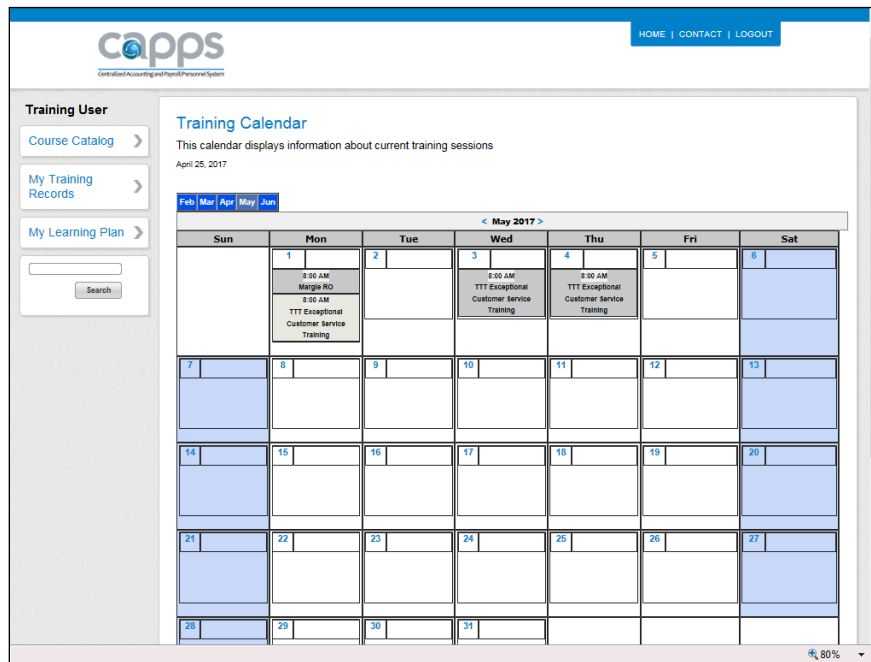 HOME | CONTACT | LOGOUT
capps
Centralized Accounting and Payroll/Personnel System
Training User
Course Catalog
My Training
Records
My Learning Plan
Search
Training Calendar
This calendar displays information about current training sessions
April 25, 2017
Feb Mar Apr May Jun
< May 2017 >
Sun Mon Tue Wed Thu Fri Sat
1 2 3 4 5 6
8:00 AM
Margie RO
8:00 AM
TTT Exceptional
Customer Service
Training
8:00 AM
TTT Exceptional
Customer Service
Training
8:00 AM
TTT Exceptional
Customer Service
Training
7 8 9 10 11 12 13
14 15 16 17 18 19 20
21 22 23 24 25 26 27
28 29 30 31
80%